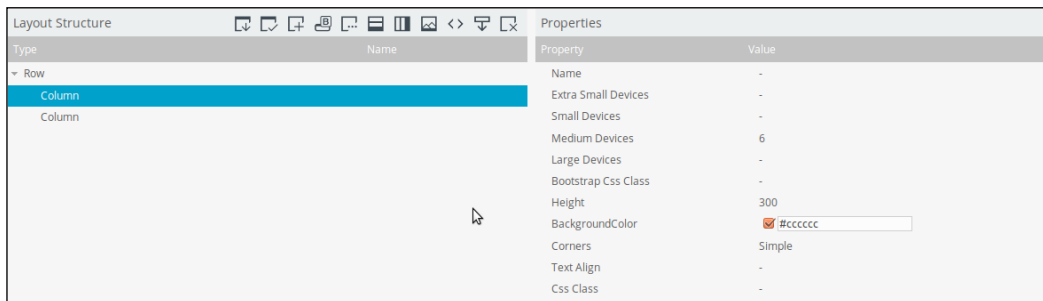 Layout Structure
Type Name
Row
Column
Column
Properties
Property Value
Name -
Extra Small Devices -
Small Devices -
Medium Devices 6
Large Devices -
Bootstrap Css Class -
Height 300
BackgroundColor #cccccc
Corners Simple
Text Align -
Css Class -